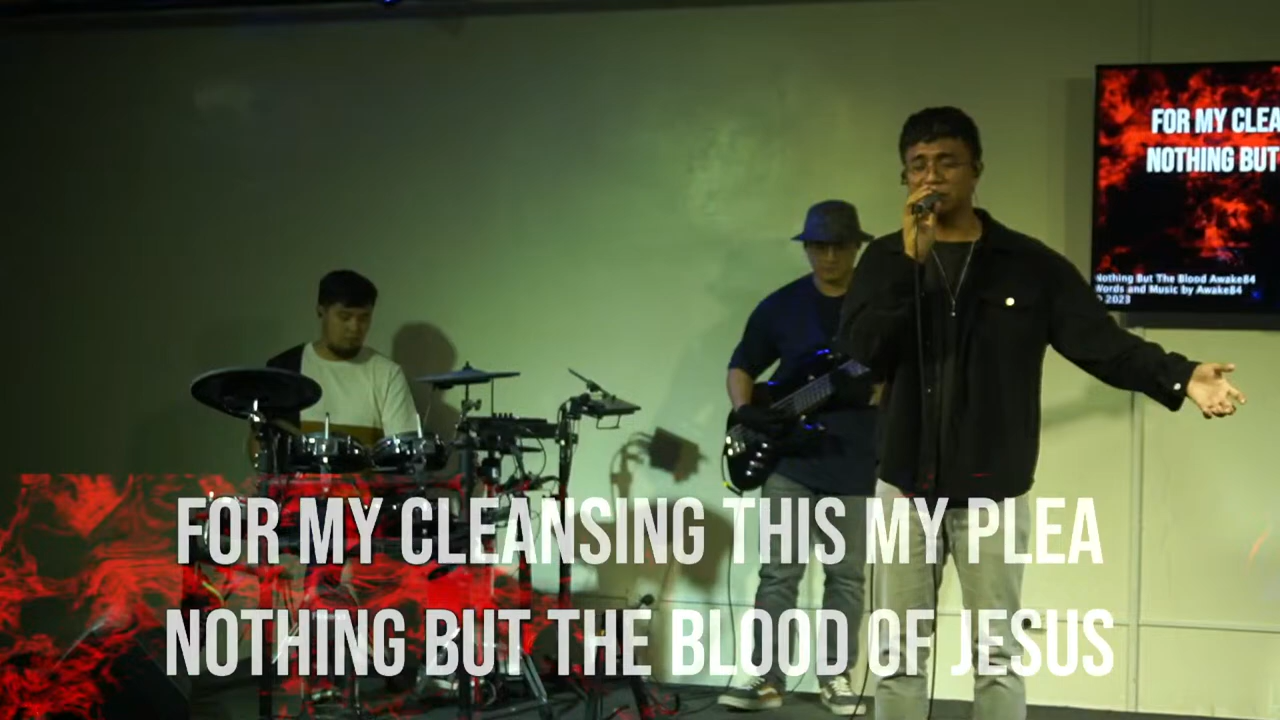 FOR MY CLEA
NOTHING BUT
Nothing But The Blood Awake84
Words and Music by Awake84
© 2023
FOR MY CLEANSING THIS MY PLEA
NOTHING BUT THE BLOOD OF JESUS